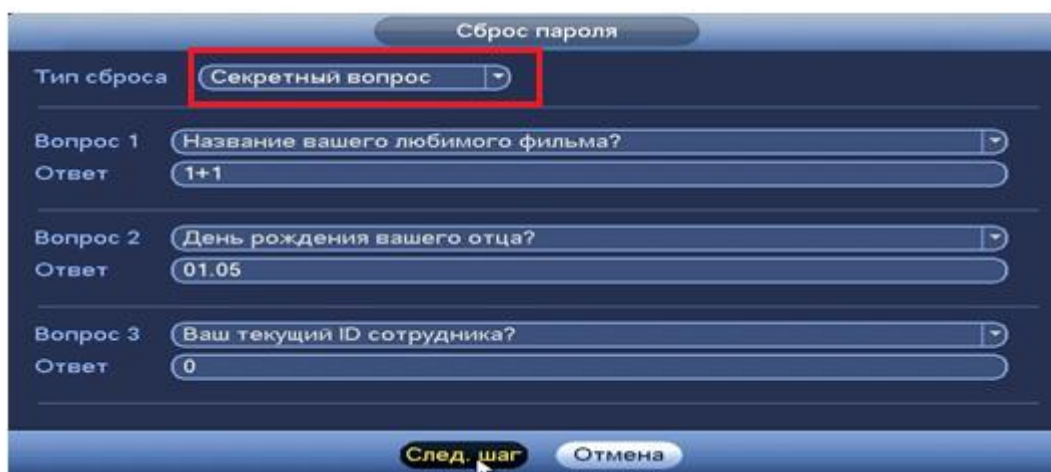 Сброс пароля
Тип сброса Секретный вопрос
Вопрос 1 Название вашего любимого фильма?
Ответ 1+1
Вопрос 2 День рождения вашего отца?
Ответ 01.05
Вопрос 3 Ваш текущий ID сотрудника?
Ответ 0
След. шаг Отмена